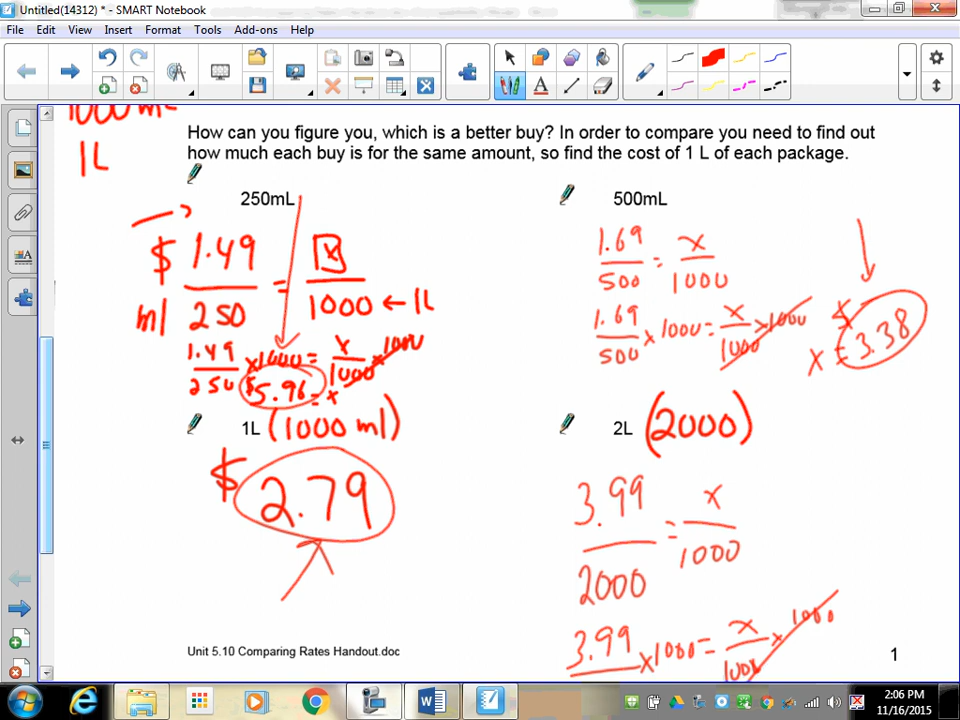 Untitled(14312) * - SMART Notebook
File Edit View Insert Format Tools Add-ons Help
1000 mL
1L
How can you figure you, which is a better buy? In order to compare you need to find out
how much each buy is for the same amount, so find the cost of 1 L of each package.
250mL
$ 1.49 / 250 ml = x / 1000 ← 1L
1.49 / 250 × 1000 = x / 1000 × 1000
$5.96 = x
500mL
1.69 / 500 = x / 1000
1.69 / 500 × 1000 = x / 1000 × 1000
x = $3.38
1L (1000 ml)
$ 2.79
2L (2000)
3.99 / 2000 = x / 1000
3.99 × 1000 = x / 1000 × 1000
Unit 5.10 Comparing Rates Handout.doc
1
2:06 PM
11/16/2015